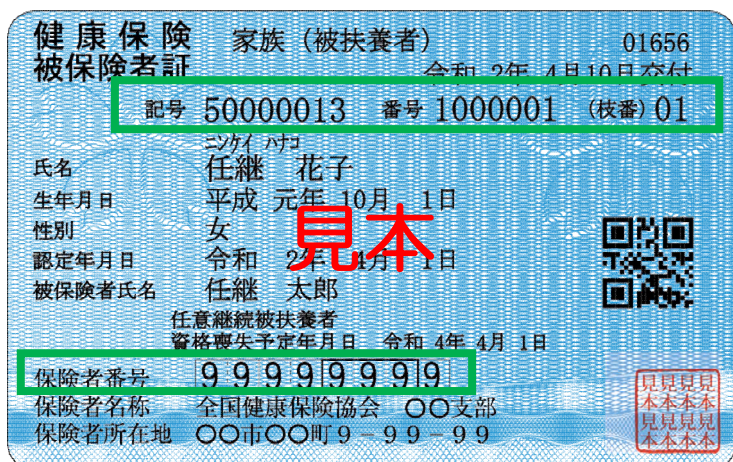 健康保険 家族（被扶養者） 01656
被保険者証
令和 2年 4月10日交付
記号 50000013 番号 1000001 (枝番) 01
ニンケイ ハナコ
氏名 任継 花子
生年月日 平成 元年 10月 1日
性別 女
見本
認定年月日 令和 2年 4月 1日
被保険者氏名 任継 太郎
任意継続被扶養者
資格喪失予定年月日 令和 4年 4月 1日
保険者番号 99999999
保険者名称 全国健康保険協会 〇〇支部
保険者所在地 〇〇市〇〇町9-99-99
見見見見
本本本本
見見見見
本本本本